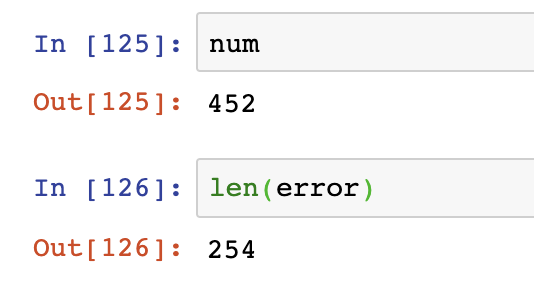 In [125]: num
Out[125]: 452
In [126]: len(error)
Out[126]: 254